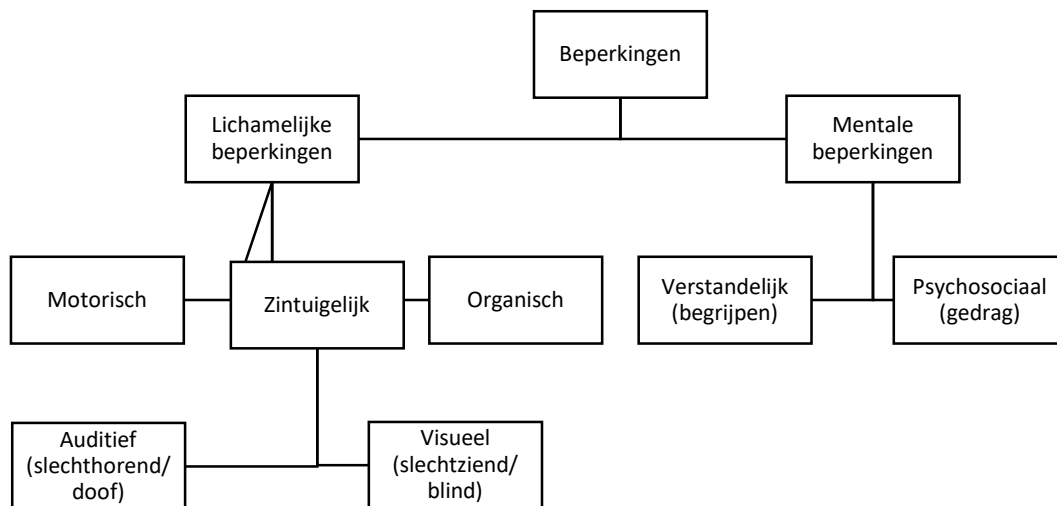 Beperkingen
Lichamelijke
beperkingen
Mentale
beperkingen
Motorisch
Zintuigelijk
Organisch
Verstandelijk
(begrijpen)
Psychosociaal
(gedrag)
Auditief
(slechthorend/
doof)
Visueel
(slechtziend/
blind)